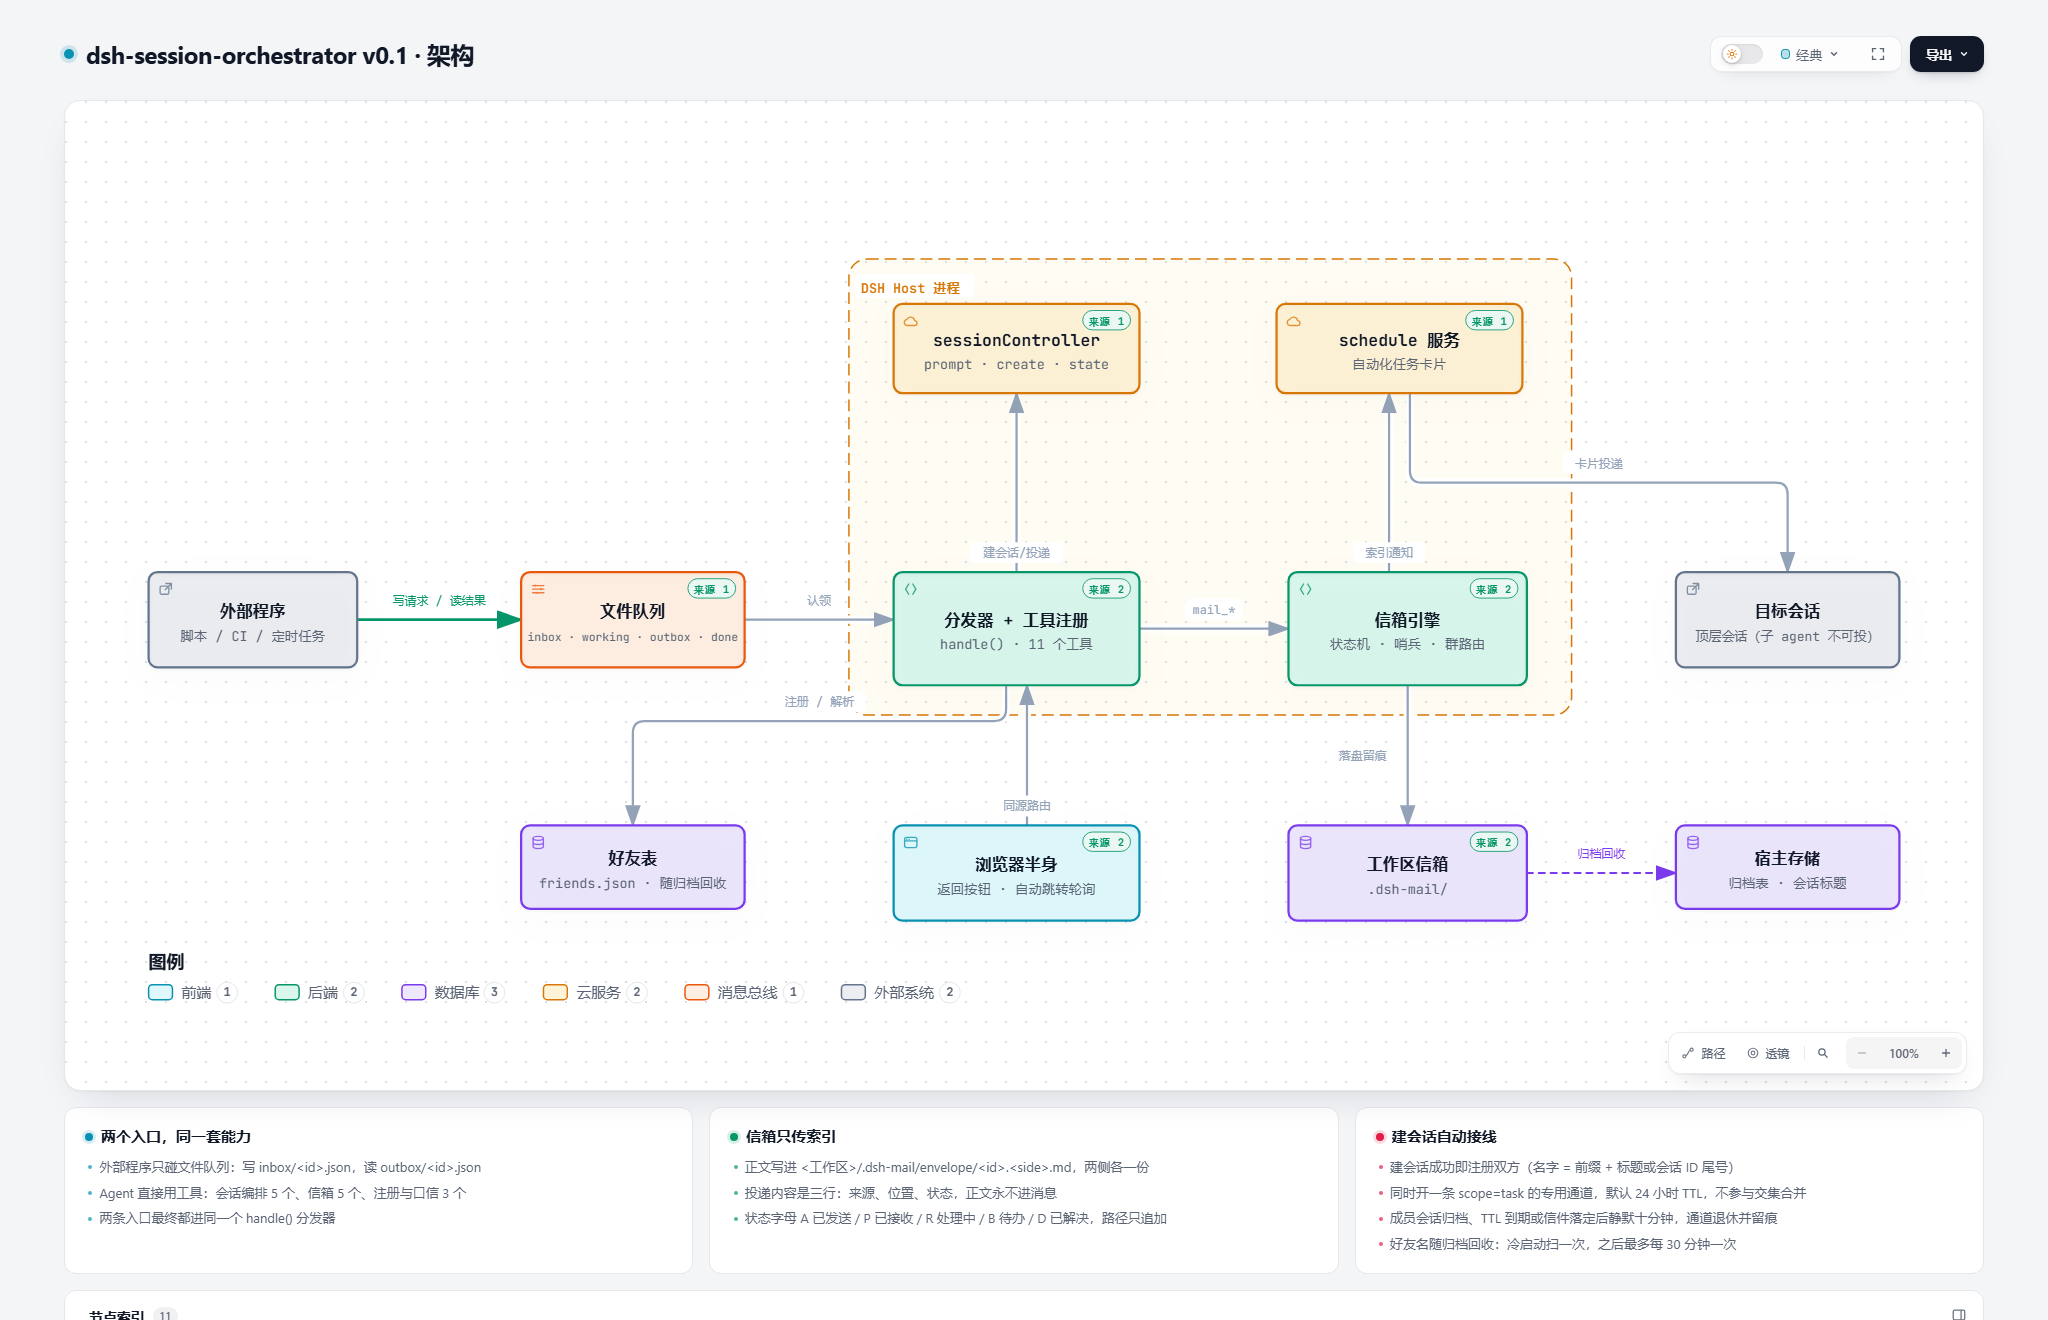 dsh-session-orchestrator v0.1 · 架构
经典
导出
DSH Host 进程
来源 1
sessionController
prompt · create · state
来源 1
schedule 服务
自动化任务卡片
卡片投递
建会话/投递
索引通知
外部程序
脚本 / CI / 定时任务
写请求 / 读结果
来源 1
文件队列
inbox · working · outbox · done
认领
来源 2
分发器 + 工具注册
handle() · 11 个工具
mail_*
来源 2
信箱引擎
状态机 · 哨兵 · 群路由
目标会话
顶层会话（子 agent 不可投）
注册 / 解析
落盘留痕
同源路由
好友表
friends.json · 随归档回收
来源 2
浏览器半身
返回按钮 · 自动跳转轮询
来源 2
工作区信箱
.dsh-mail/
归档回收
宿主存储
归档表 · 会话标题
图例
前端 1
后端 2
数据库 3
云服务 2
消息总线 1
外部系统 2
路径
透镜
− 100% +
两个入口，同一套能力
外部程序只碰文件队列：写 inbox/<id>.json，读 outbox/<id>.json
Agent 直接用工具：会话编排 5 个、信箱 5 个、注册与口信 3 个
两条入口最终都进同一个 handle() 分发器
信箱只传索引
正文写进 <工作区>/.dsh-mail/envelope/<id>.<side>.md，两侧各一份
投递内容是三行：来源、位置、状态，正文永不进消息
状态字母 A 已发送 / P 已接收 / R 处理中 / B 待办 / D 已解决，路径只追加
建会话自动接线
建会话成功即注册双方（名字 = 前缀 + 标题或会话 ID 尾号）
同时开一条 scope=task 的专用通道，默认 24 小时 TTL，不参与交集合并
成员会话归档、TTL 到期或信件落定后静默十分钟，通道退休并留痕
好友名随归档回收：冷启动扫一次，之后最多每 30 分钟一次
节点索引 11